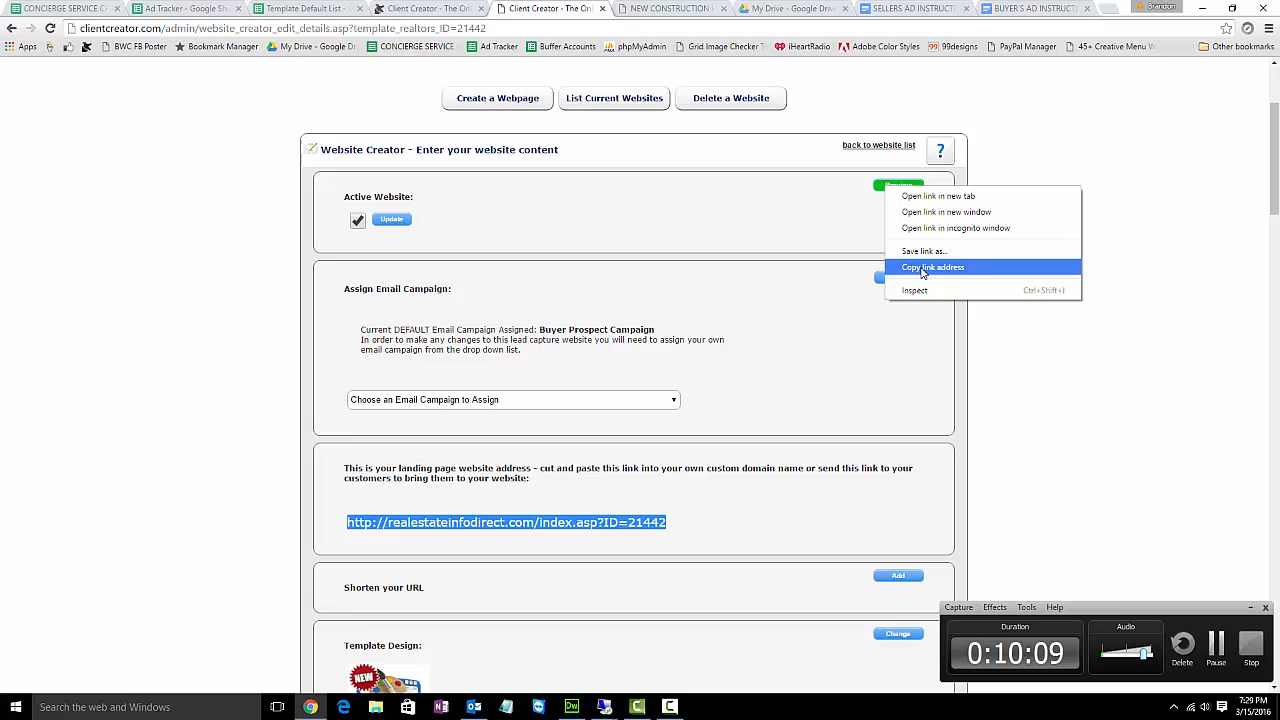 CONCIERGE SERVICE C
Ad Tracker - Google Sh
Template Default List -
Client Creator - The Onl
Client Creator - The Onl
NEW CONSTRUCTION
My Drive - Google Driv
SELLERS AD INSTRUCTI
BUYER'S AD INSTRUCTI
Brandon
clientcreator.com/admin/website_creator_edit_details.asp?template_realtors_ID=21442
Apps
BWC FB Poster
Bookmark Manager
My Drive - Google Dr
CONCIERGE SERVICE
Ad Tracker
Buffer Accounts
phpMyAdmin
Grid Image Checker T
iHeartRadio
Adobe Color Styles
99designs
PayPal Manager
45+ Creative Menu W
Other bookmarks
Create a Webpage
List Current Websites
Delete a Website
Website Creator - Enter your website content
back to website list
?
Active Website:
Update
Open link in new tab
Open link in new window
Open link in incognito window
Save link as...
Copy link address
Inspect
Ctrl+Shift+I
Assign Email Campaign:
Current DEFAULT Email Campaign Assigned: Buyer Prospect Campaign
In order to make any changes to this lead capture website you will need to assign your own
email campaign from the drop down list.
Choose an Email Campaign to Assign
This is your landing page website address - cut and paste this link into your own custom domain name or send this link to your
customers to bring them to your website:
http://realestateinfodirect.com/index.asp?ID=21442
Shorten your URL
Add
Template Design:
Change
NEW
Capture
Effects
Tools
Help
Duration
Audio
0:10:09
Delete
Pause
Stop
Search the web and Windows
7:29 PM
3/15/2016